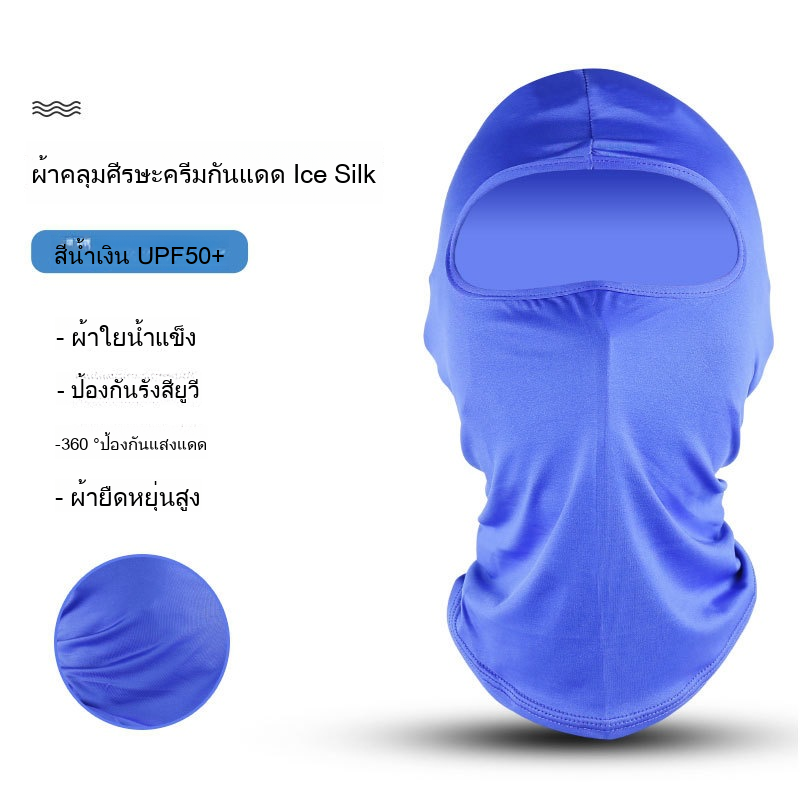 ผ้าคลุมศีรษะครีมกันแดด Ice Silk
สีน้ำเงิน UPF50+
- ผ้าใยน้ำแข็ง
- ป้องกันรังสียูวี
-360 °ป้องกันแสงแดด
- ผ้ายืดหยุ่นสูง